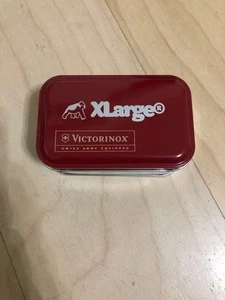 XLarge®
VICTORINOX
SWISS ARMY EQUIPPED